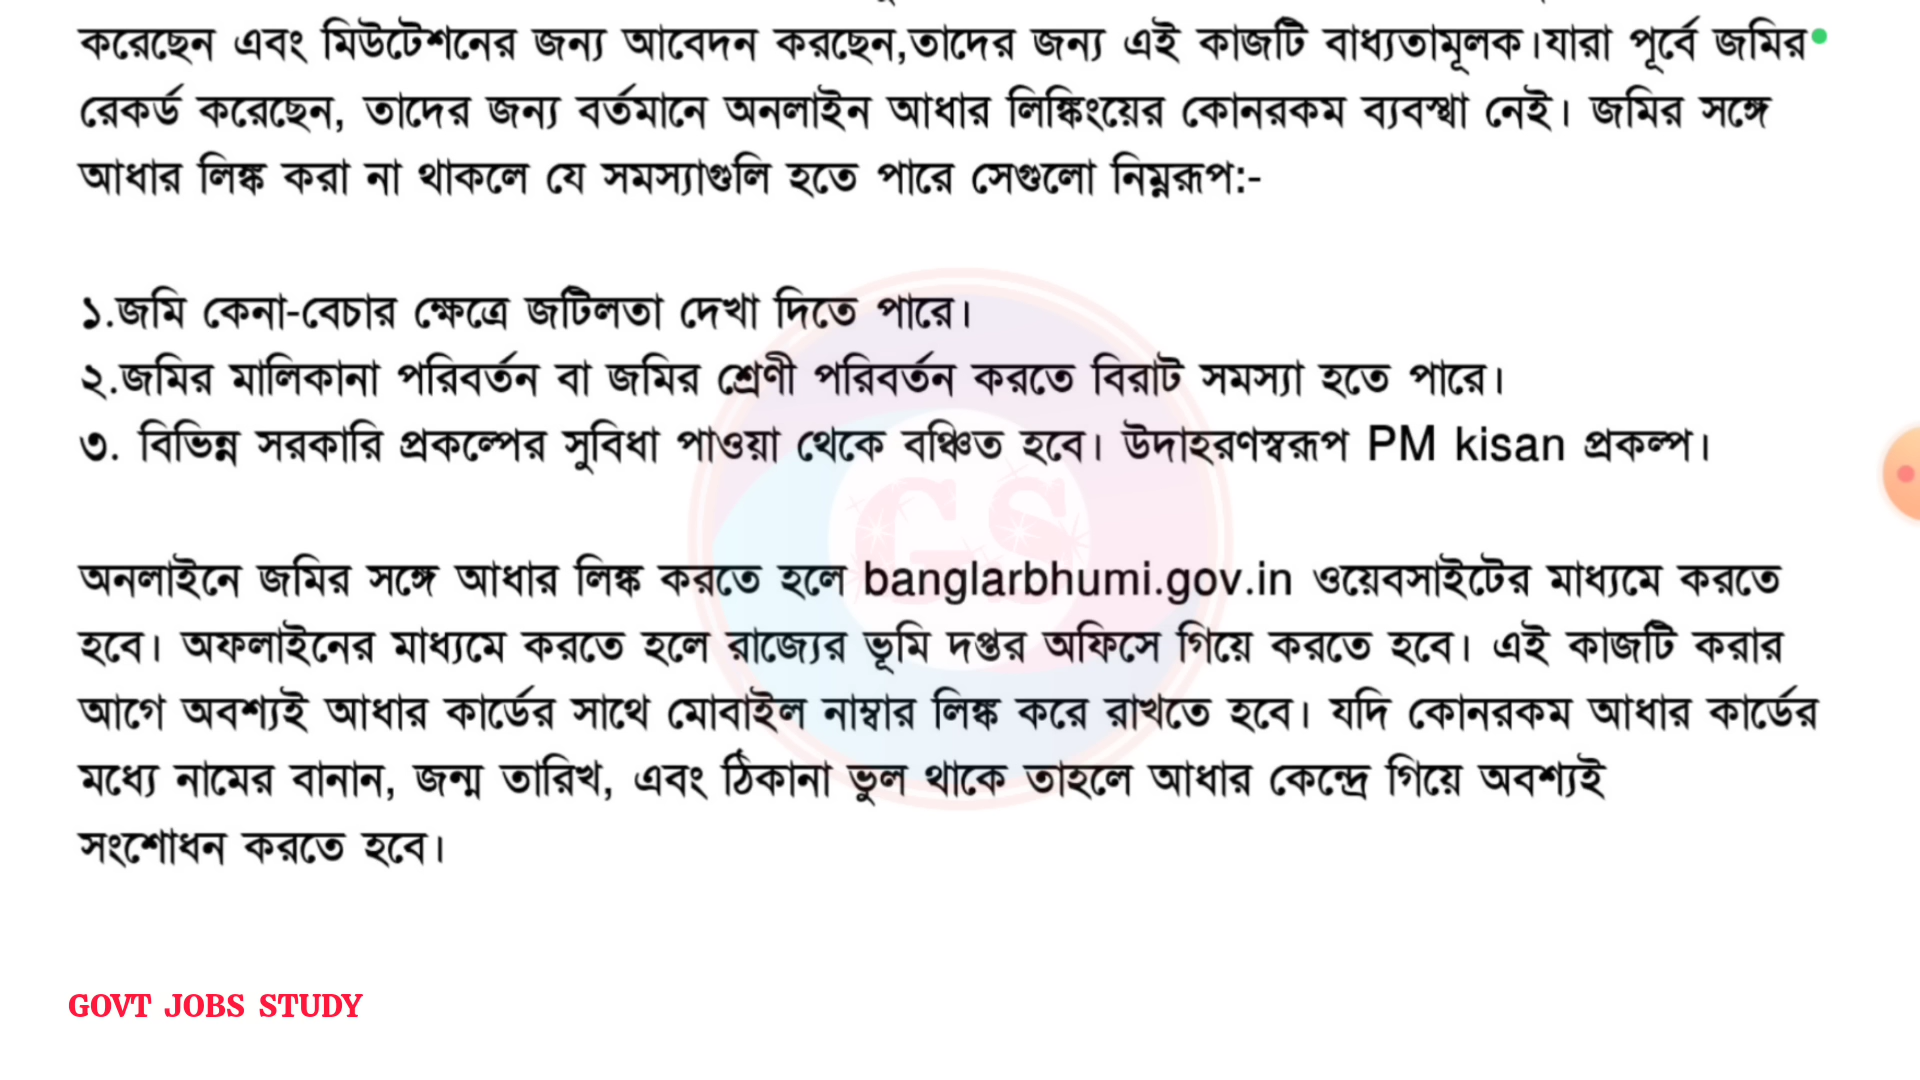 করেছেন এবং মিউটেশনের জন্য আবেদন করছেন,তাদের জন্য এই কাজটি বাধ্যতামূলক।যারা পূর্বে জমির
রেকর্ড করেছেন, তাদের জন্য বর্তমানে অনলাইন আধার লিঙ্কিংয়ের কোনরকম ব্যবস্থা নেই। জমির সঙ্গে
আধার লিঙ্ক করা না থাকলে যে সমস্যাগুলি হতে পারে সেগুলো নিম্নরূপ:-
১.জমি কেনা-বেচার ক্ষেত্রে জটিলতা দেখা দিতে পারে।
২.জমির মালিকানা পরিবর্তন বা জমির শ্রেণী পরিবর্তন করতে বিরাট সমস্যা হতে পারে।
৩. বিভিন্ন সরকারি প্রকল্পের সুবিধা পাওয়া থেকে বঞ্চিত হবে। উদাহরণস্বরূপ PM kisan প্রকল্প।
GS
অনলাইনে জমির সঙ্গে আধার লিঙ্ক করতে হলে banglarbhumi.gov.in ওয়েবসাইটের মাধ্যমে করতে
হবে। অফলাইনের মাধ্যমে করতে হলে রাজ্যের ভূমি দপ্তর অফিসে গিয়ে করতে হবে। এই কাজটি করার
আগে অবশ্যই আধার কার্ডের সাথে মোবাইল নাম্বার লিঙ্ক করে রাখতে হবে। যদি কোনরকম আধার কার্ডের
মধ্যে নামের বানান, জন্ম তারিখ, এবং ঠিকানা ভুল থাকে তাহলে আধার কেন্দ্রে গিয়ে অবশ্যই
সংশোধন করতে হবে।
GOVT JOBS STUDY